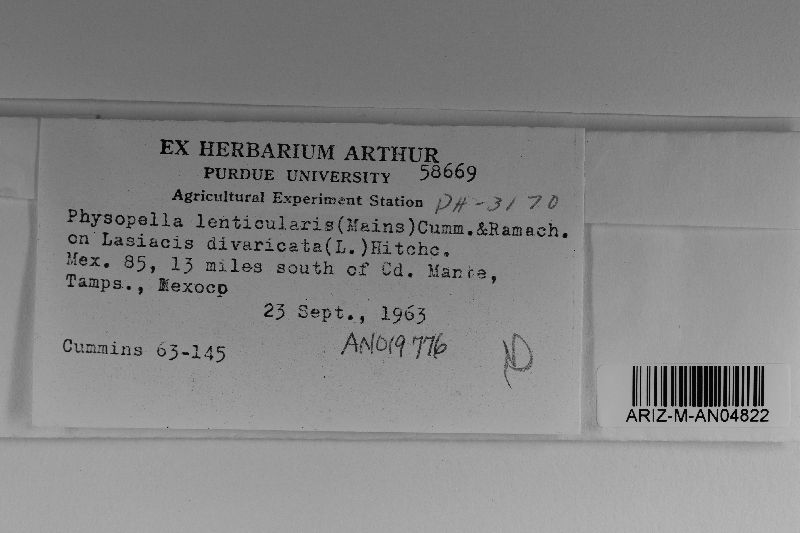 EX HERBARIUM ARTHUR
PURDUE UNIVERSITY 58669
Agricultural Experiment Station PH-3170
Physopella lenticularis(Mains)Cumm.&Ramach.
on Lasiacis divaricata(L.)Hitchc.
Mex. 85, 13 miles south of Cd. Mante,
Tamps., Mexoco
23 Sept., 1963
Cummins 63-145 AN019776
ARIZ-M-AN04822